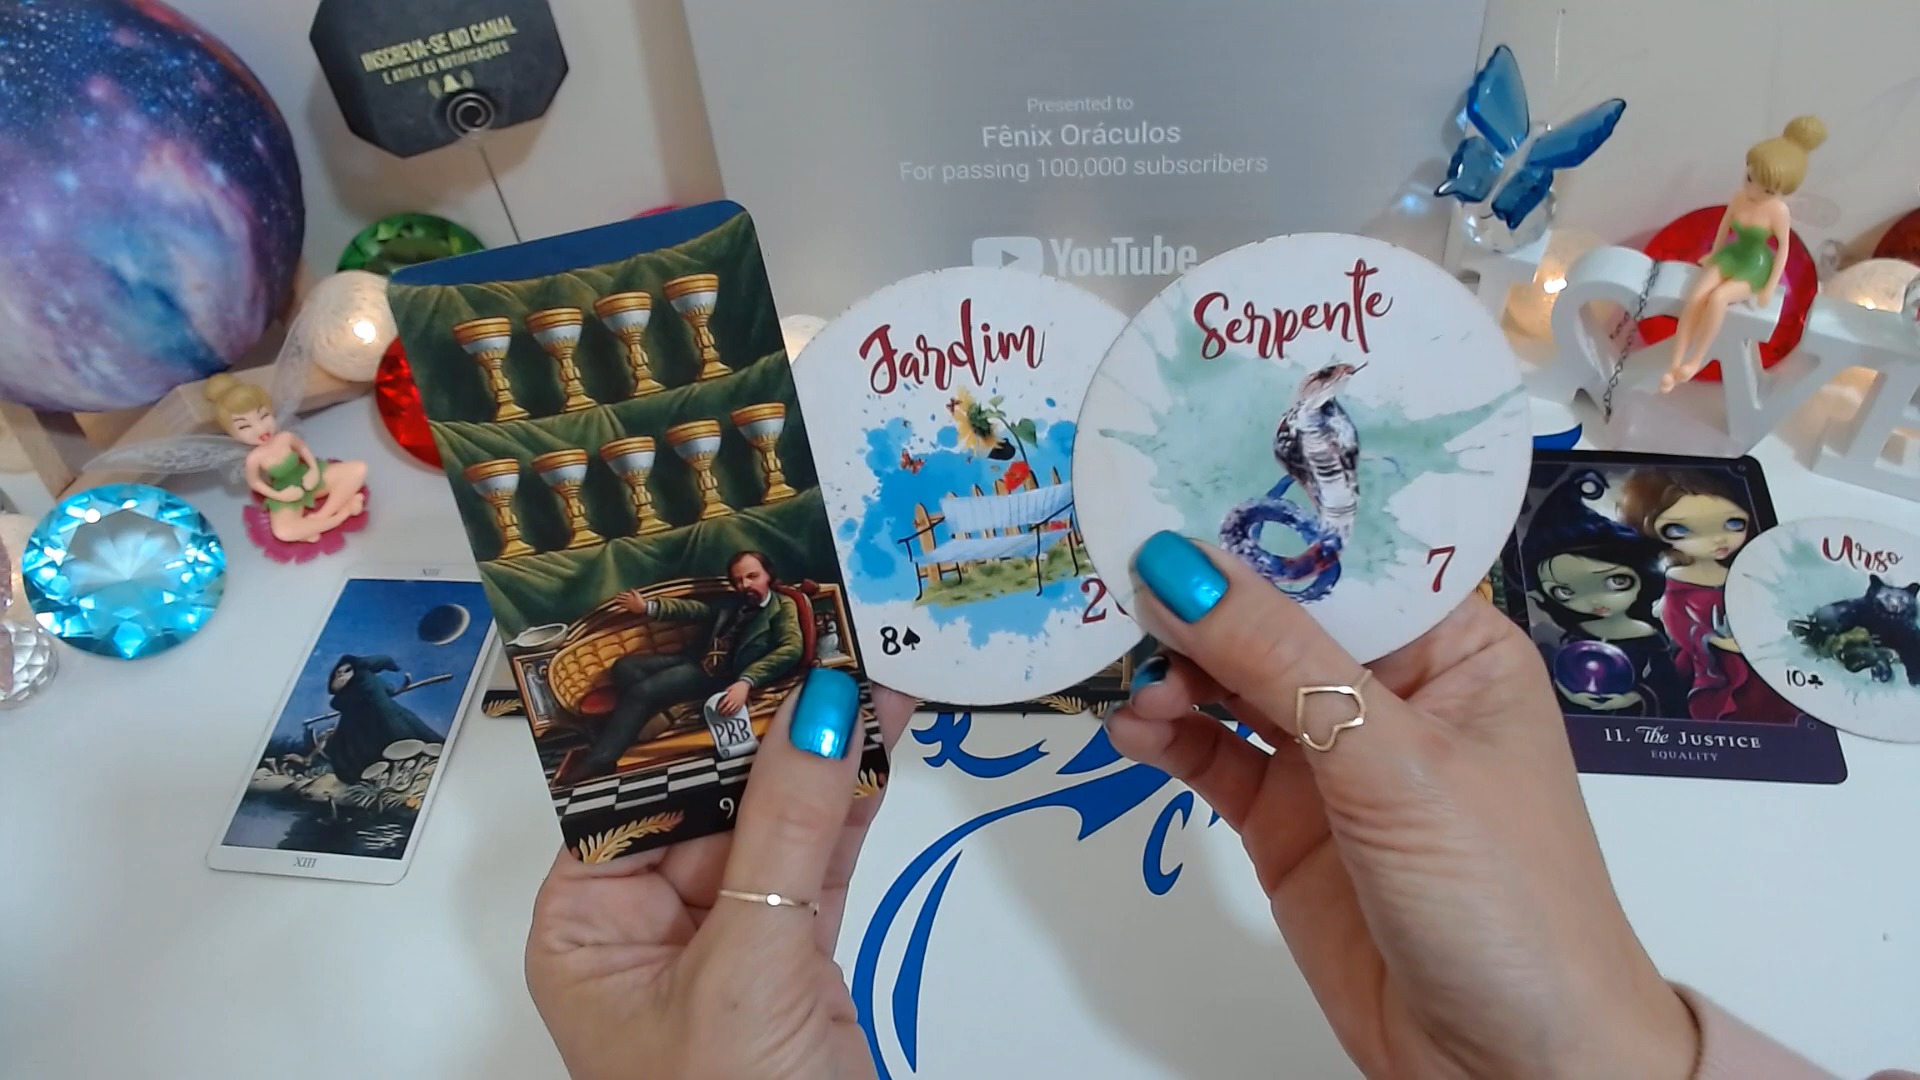 INSCREVA-SE NO CANAL
E ATIVE AS NOTIFICAÇÕES
Presented to
Fênix Oráculos
For passing 100,000 subscribers
YouTube
Jardim
8♠
Serpente
7
PRB
9
XIII
XIII
Urso
10♣
11. The JUSTICE
EQUALITY